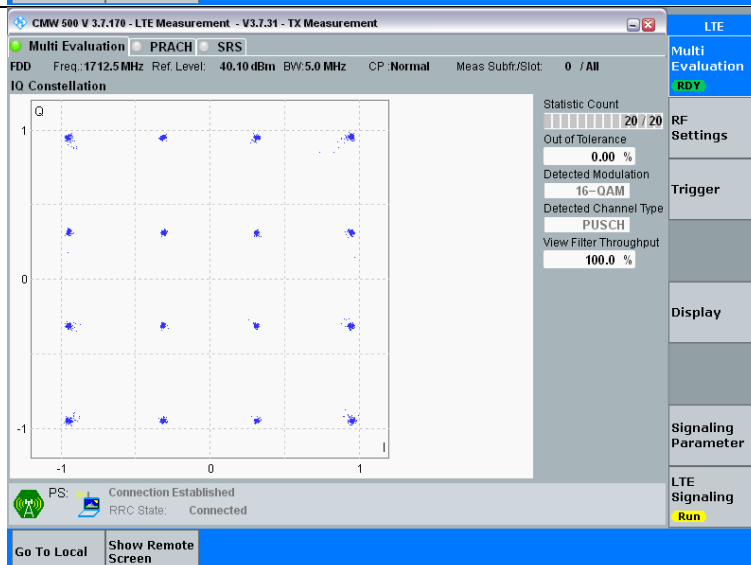 CMW 500 V 3.7.170 - LTE Measurement - V3.7.31 - TX Measurement
LTE
Multi Evaluation PRACH SRS
Multi
Evaluation
RDY
FDD Freq.: 1712.5 MHz Ref. Level: 40.10 dBm BW: 5.0 MHz CP : Normal Meas Subfr./Slot: 0 / All
IQ Constellation
Q
1
0
-1
-1 0 1
I
Statistic Count
20 / 20
Out of Tolerance
0.00 %
Detected Modulation
16-QAM
Detected Channel Type
PUSCH
View Filter Throughput
100.0 %
RF
Settings
Trigger
Display
Signaling
Parameter
LTE
Signaling
Run
PS: Connection Established
RRC State: Connected
Go To Local
Show Remote
Screen